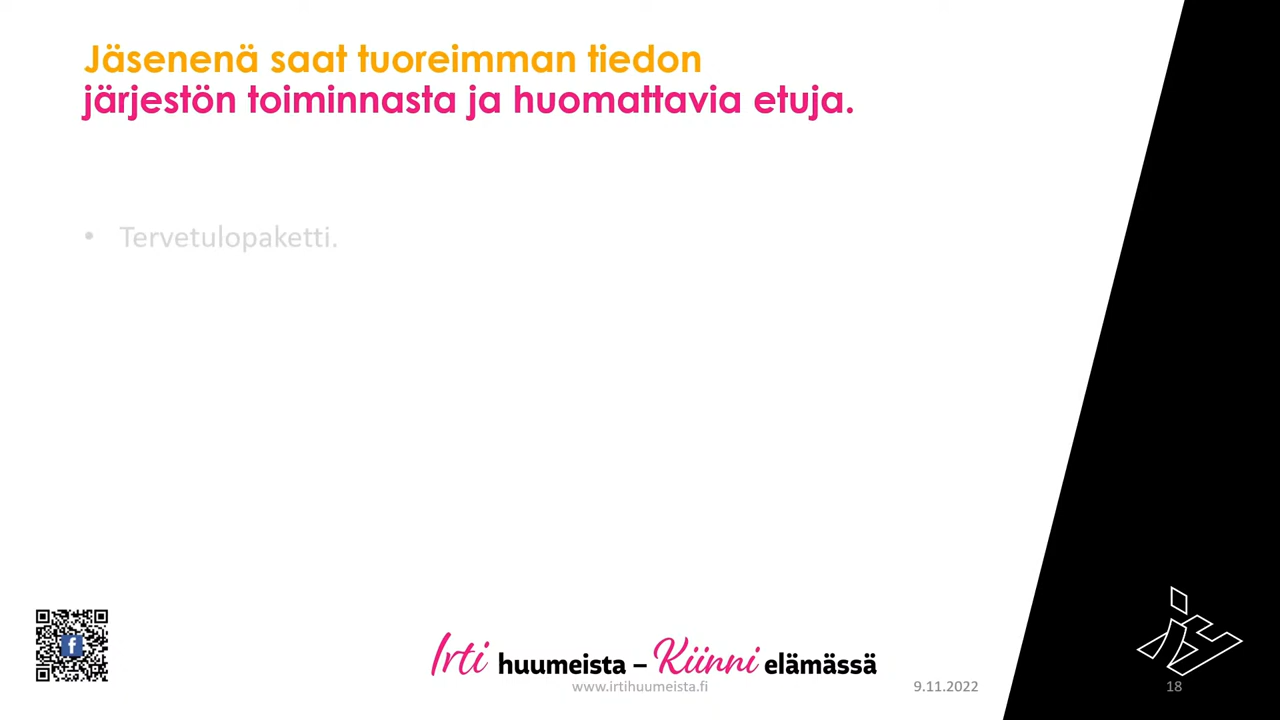 Jäsenenä saat tuoreimman tiedon
järjestön toiminnasta ja huomattavia etuja.
• Tervetulopaketti.
Irti huumeista – Kiinni elämässä
www.irtihuumeista.fi
9.11.2022
18